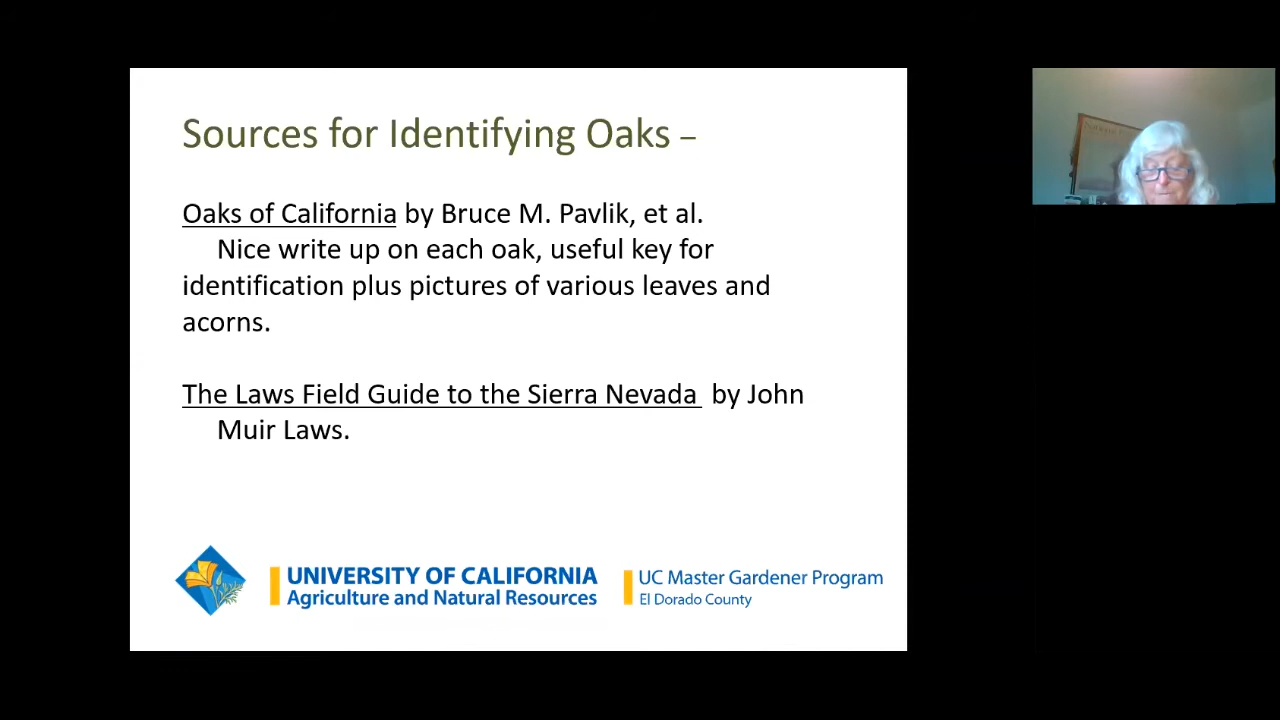 Sources for Identifying Oaks –
Oaks of California by Bruce M. Pavlik, et al.
Nice write up on each oak, useful key for
identification plus pictures of various leaves and
acorns.
The Laws Field Guide to the Sierra Nevada by John
Muir Laws.
UNIVERSITY OF CALIFORNIA
Agriculture and Natural Resources
UC Master Gardener Program
El Dorado County